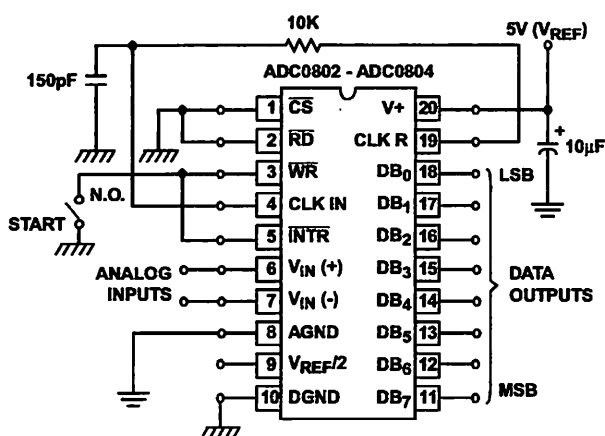 10K
5V (VREF)
150pF
ADC0802 - ADC0804
1 CS V+ 20
2 RD CLK R 19
+
10μF
3 WR DB0 18 LSB
N.O.
START
4 CLK IN DB1 17
5 INTR DB2 16
ANALOG
INPUTS
6 VIN (+) DB3 15
DATA
OUTPUTS
7 VIN (-) DB4 14
8 AGND DB5 13
9 VREF/2 DB6 12
10 DGND DB7 11 MSB